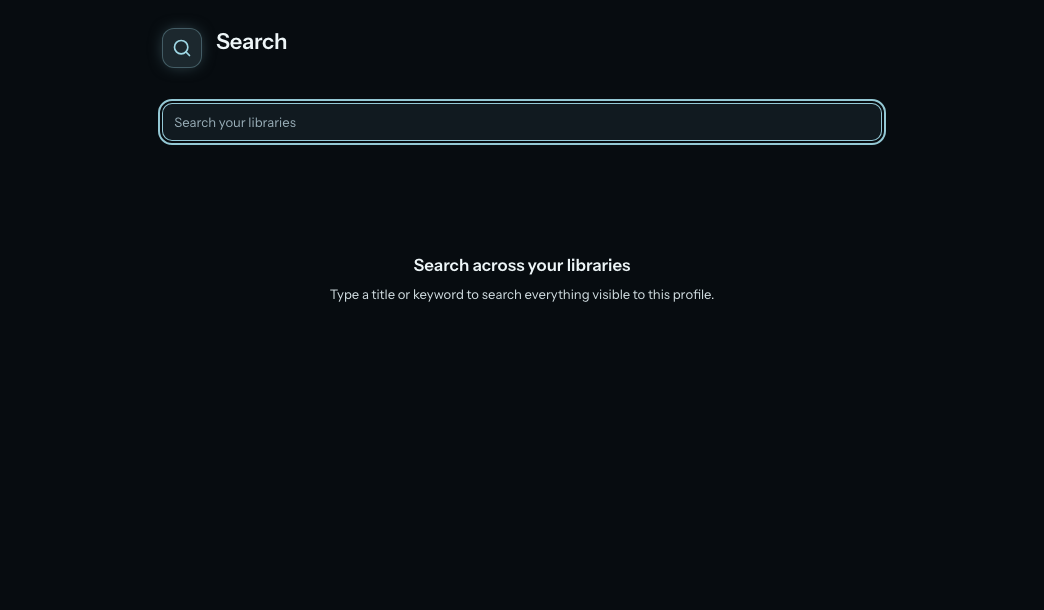 Search
Search your libraries
Search across your libraries
Type a title or keyword to search everything visible to this profile.